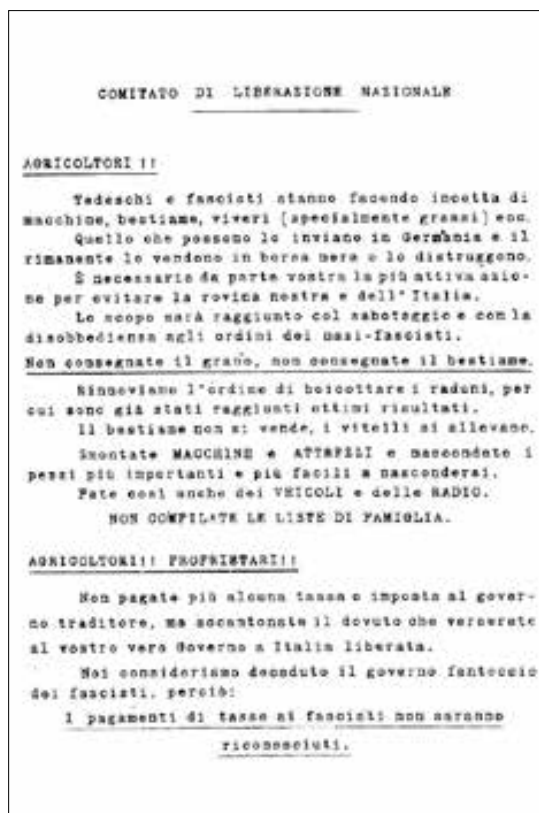 COMITATO DI LIBERAZIONE NAZIONALE
AGRICOLTORI !!
Tedeschi e fascisti stanno facendo incetta di
macchine, bestiame, viveri (specialmente grassi) ecc.
Quello che possono lo inviano in Germania e il
rimanente lo vendono in borsa nera o lo distruggono.
È necessario da parte vostra la più attiva azio-
ne per evitare la rovina nostra e dell'Italia.
Lo scopo sarà raggiunto col sabotaggio e con la
disobbedienza agli ordini dei nazi-fascisti.
Non consegnate il grano, non consegnate il bestiame.
Rinnoviamo l'ordine di boicottare i raduni, per
cui sono già stati raggiunti ottimi risultati.
Il bestiame non si vende, i vitelli si allevano.
Smontate MACCHINE e ATTREZZI e nascondete i
pezzi più importanti e più facili a nascondersi.
Fate così anche dei VEICOLI e delle RADIO.
NON COMPILATE LE LISTE DI FAMIGLIA.
AGRICOLTORI!! PROPRIETARI!!
Non pagate più alcuna tassa o imposta al gover-
no traditore, ma accantonate il dovuto che verserete
al vostro vero Governo a Italia liberata.
Noi consideriamo decaduto il governo fantoccio
dei fascisti, perciò:
I pagamenti di tasse ai fascisti non saranno
riconosciuti.